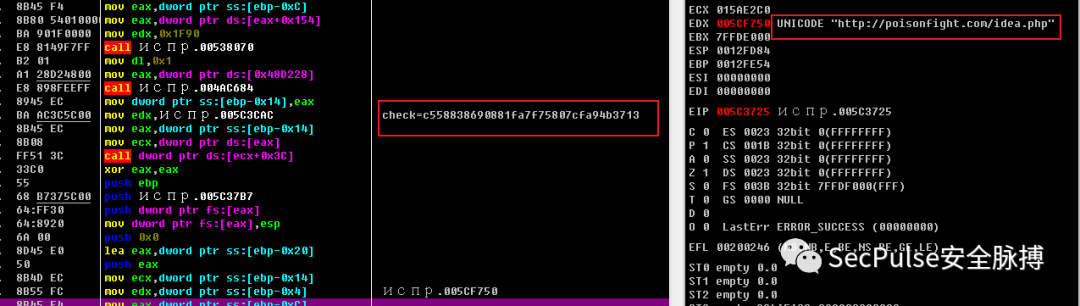 8B45 F4 mov eax,dword ptr ss:[ebp-0xC]
8B80 5401000 mov eax,dword ptr ds:[eax+0x154]
BA 901F0000 mov edx,0x1F90
E8 8149F7FF call испр.00538070
B2 01 mov dl,0x1
A1 28D24800 mov eax,dword ptr ds:[0x48D228]
E8 898FEEFF call испр.004AC684
8945 EC mov dword ptr ss:[ebp-0x14],eax
BA AC3C5C00 mov edx,испр.005C3CAC check=c558838690881fa7f75807cfa94b3713
8B45 EC mov eax,dword ptr ss:[ebp-0x14]
8B08 mov ecx,dword ptr ds:[eax]
FF51 3C call dword ptr ds:[ecx+0x3C]
33C0 xor eax,eax
55 push ebp
68 B7375C00 push испр.005C37B7
64:FF30 push dword ptr fs:[eax]
64:8920 mov dword ptr fs:[eax],esp
6A 00 push 0x0
8D45 E0 lea eax,dword ptr ss:[ebp-0x20]
50 push eax
8B4D EC mov ecx,dword ptr ss:[ebp-0x14]
8B55 FC mov edx,dword ptr ss:[ebp-0x4] испр.005CF750
8B45 F4 mov eax,dword ptr ss:[ebp-0xC]
ECX 015AE2C0
EDX 005CF750 UNICODE "http://poisonfight.com/idea.php"
EBX 7FFDE000
ESP 0012FD84
EBP 0012FE54
ESI 00000000
EDI 00000000
EIP 005C3725 испр.005C3725
C 0 ES 0023 32bit 0(FFFFFFFF)
P 1 CS 001B 32bit 0(FFFFFFFF)
A 0 SS 0023 32bit 0(FFFFFFFF)
Z 1 DS 0023 32bit 0(FFFFFFFF)
S 0 FS 003B 32bit 7FFDF000(FFF)
T 0 GS 0000 NULL
D 0
O 0 LastErr ERROR_SUCCESS (00000000)
EFL 00200246
SecPulse安全脉搏
ST0 empty 0.0
ST1 empty 0.0
ST2 empty 0.0